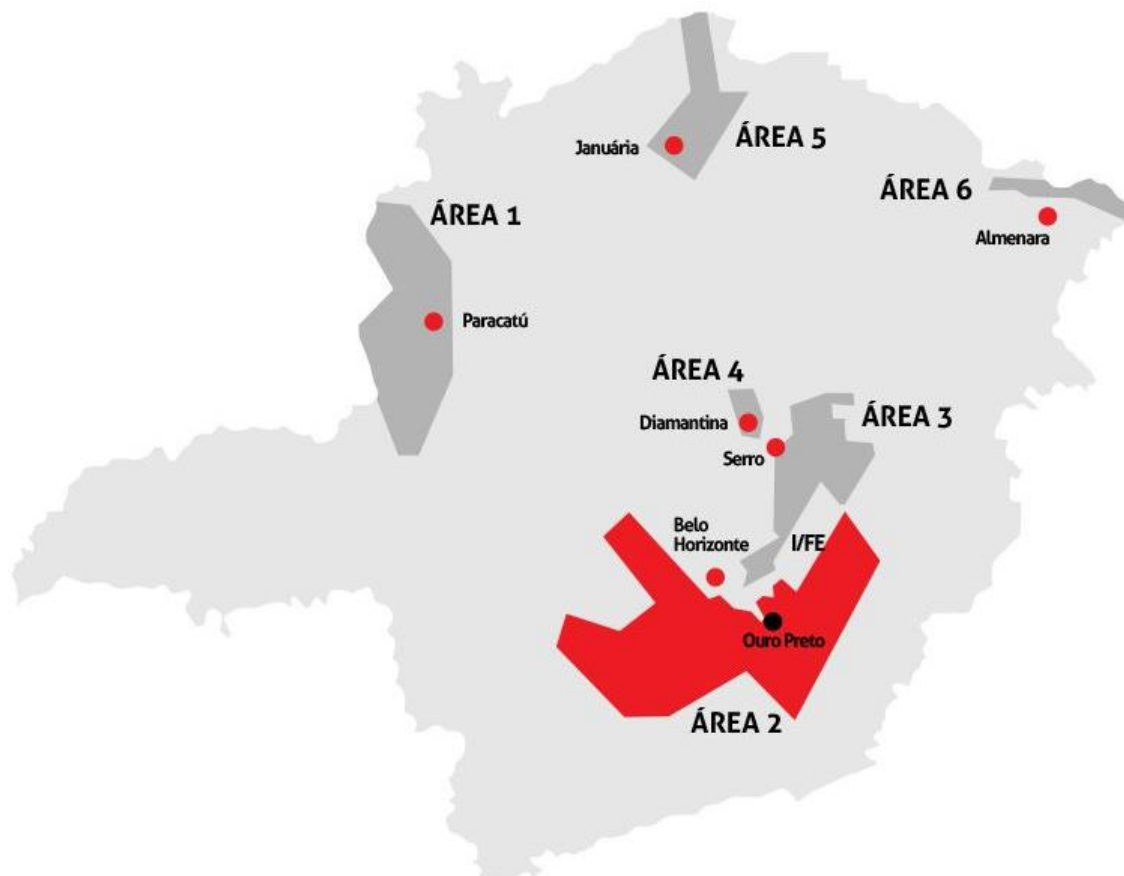 ÁREA 5
Januária
ÁREA 6
Almenara
ÁREA 1
Paracatú
ÁREA 4
Diamantina
ÁREA 3
Serro
Belo
Horizonte
I/FE
Ouro Preto
ÁREA 2